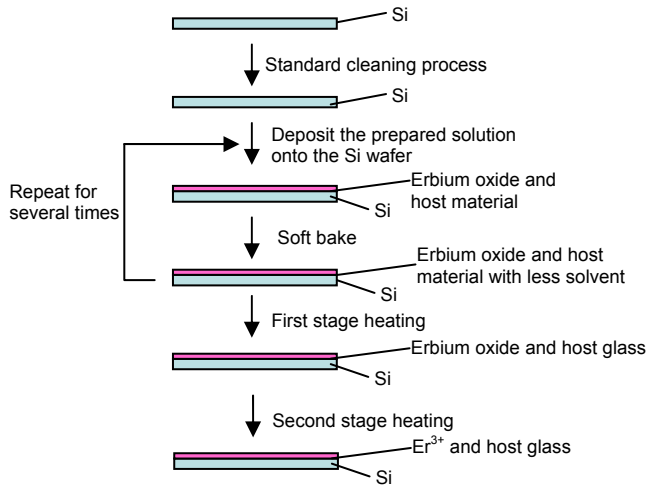 Si
Standard cleaning process
Si
Deposit the prepared solution
onto the Si wafer
Repeat for
several times
Erbium oxide and
host material
Si
Soft bake
Erbium oxide and host
material with less solvent
Si
First stage heating
Erbium oxide and host glass
Si
Second stage heating
Er³⁺ and host glass
Si